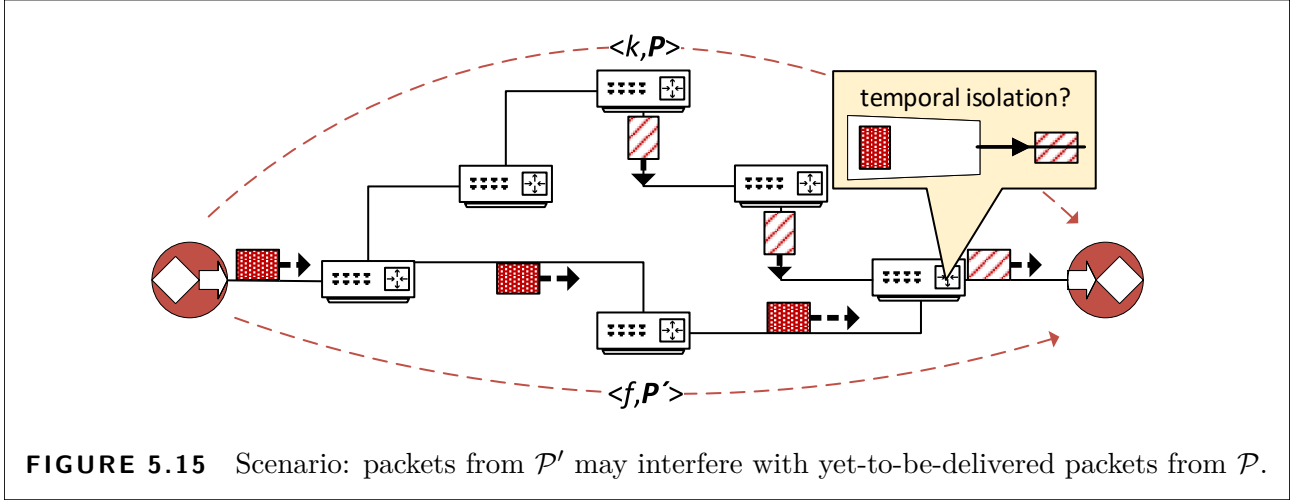 <k,P>
temporal isolation?
<f,P´>
FIGURE 5.15 Scenario: packets from 𝒫′ may interfere with yet-to-be-delivered packets from 𝒫.